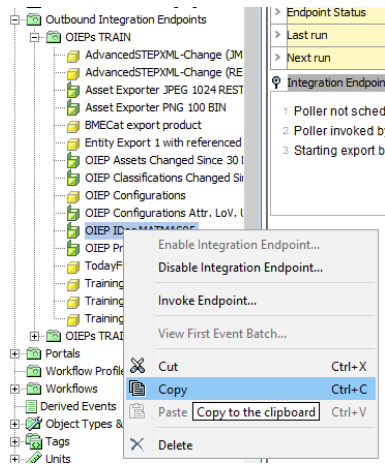 Outbound Integration Endpoints
OIEPs TRAIN
AdvancedSTEPXML-Change (JM
AdvancedSTEPXML-Change (RE
Asset Exporter JPEG 1024 REST
Asset Exporter PNG 100 BIN
BMECat export product
Entity Export 1 with referenced
OIEP Assets Changed Since 30
OIEP Classifications Changed Si
OIEP Configurations
OIEP Configurations Attr. LoV.
OIEP IDoc MATMAS05
OIEP Pr
TodayF
Training
Training
Training
OIEPs TRAI
Portals
Workflow Profile
Workflows
Derived Events
Object Types &
Tags
Units
Endpoint Status
Last run
Next run
Integration Endpoin
1 Poller not sched
2 Poller invoked b
3 Starting export b
Enable Integration Endpoint...
Disable Integration Endpoint...
Invoke Endpoint...
View First Event Batch...
Cut Ctrl+X
Copy Ctrl+C
Paste Ctrl+V
Copy to the clipboard
Delete